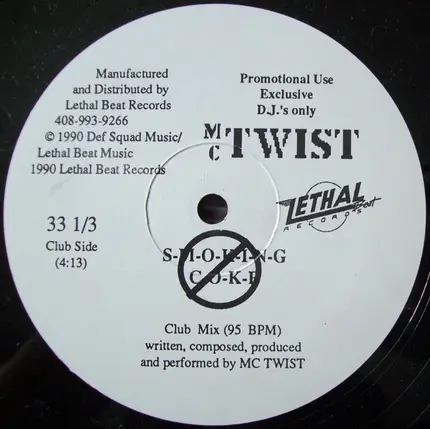 Manufactured
and Distributed by
Lethal Beat Records
408-993-9266
© 1990 Def Squad Music/
Lethal Beat Music
1990 Lethal Beat Records
Promotional Use
Exclusive
D.J.'s only
MC TWIST
LETHAL Beat
RECORDS
33 1/3
Club Side
(4:13)
S-M-O-K-I-N-G
C-O-K-E
Club Mix (95 BPM)
written, composed, produced
and performed by MC TWIST